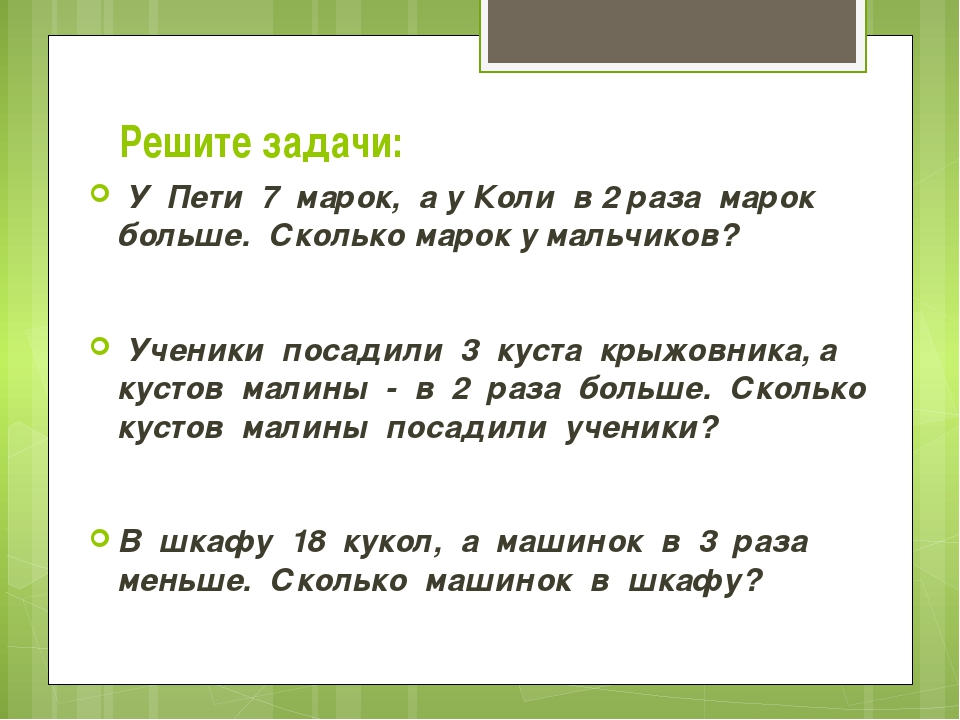 Решите задачи:
У Пети 7 марок, а у Коли в 2 раза марок
больше. Сколько марок у мальчиков?
Ученики посадили 3 куста крыжовника, а
кустов малины - в 2 раза больше. Сколько
кустов малины посадили ученики?
В шкафу 18 кукол, а машинок в 3 раза
меньше. Сколько машинок в шкафу?